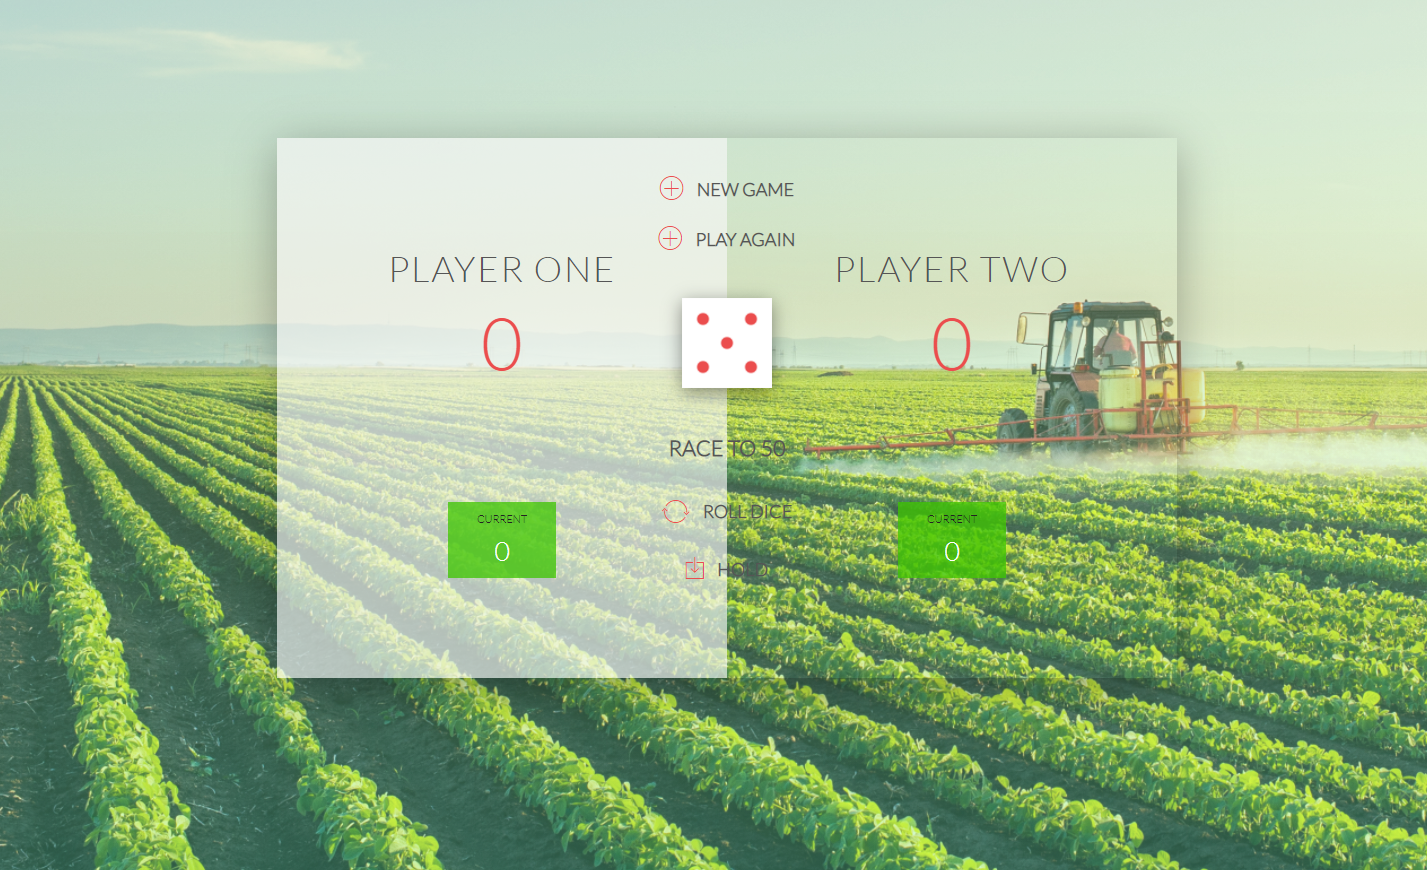 NEW GAME
PLAY AGAIN
PLAYER ONE
PLAYER TWO
0
0
RACE TO 50
ROLL DICE
CURRENT
0
CURRENT
0
HOLD